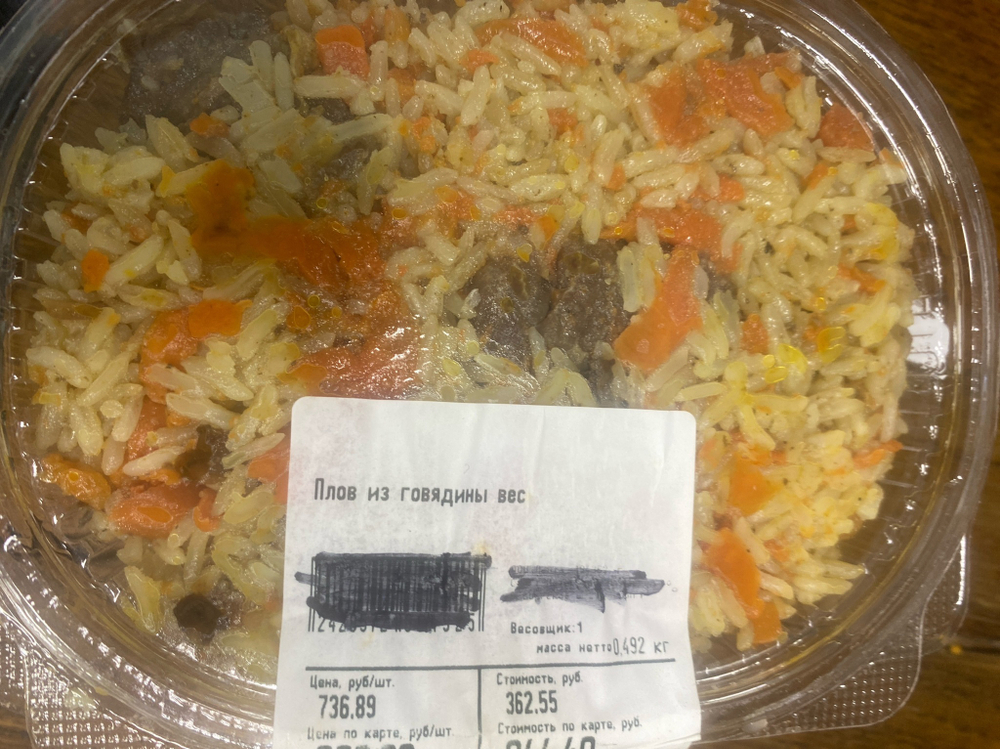 Плов из говядины вес
Весовщик:1
масса нетто0,492 кг
Цена, руб/шт.
736.89
Стоимость, руб.
362.55
Цена по карте, руб/шт.
Стоимость по карте, руб.